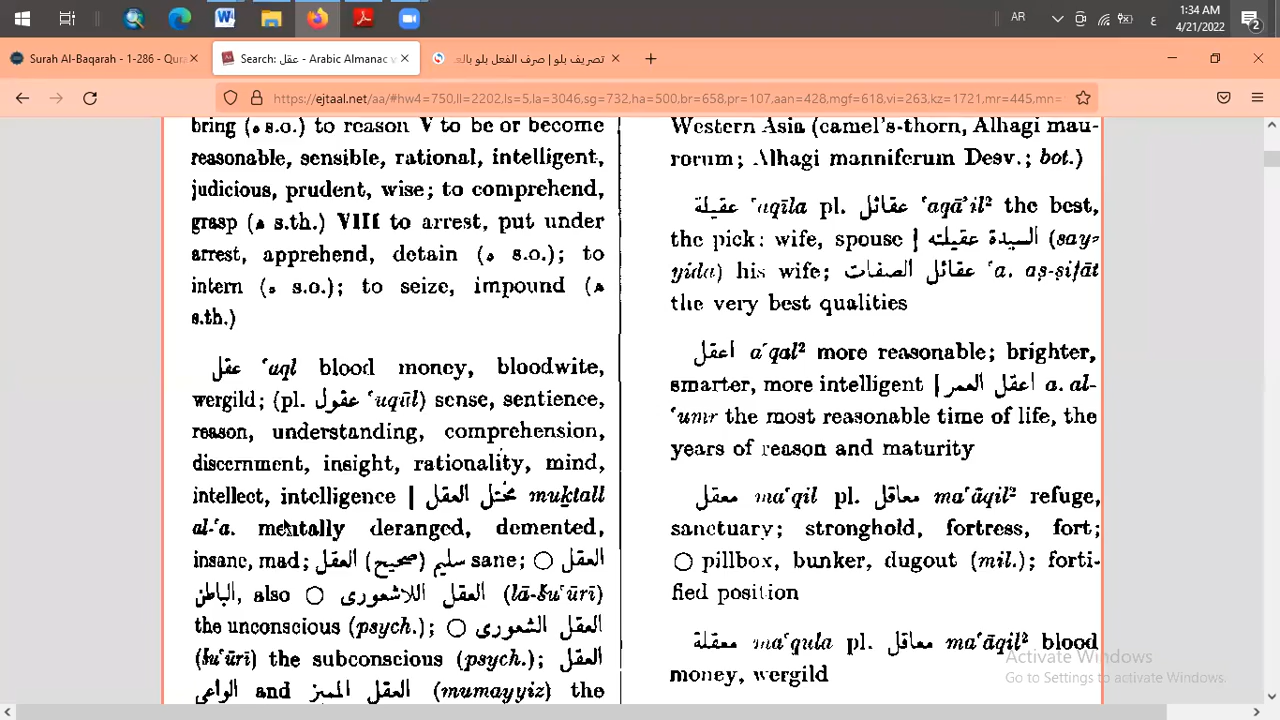 1:34 AM
AR
ع
4/21/2022
2
Surah Al-Baqarah - 1-286 - Qur
Search: عقل - Arabic Almanac
تصريف بلو | صرف الفعل بلو بالع
https://ejtaal.net/aa/#hw4=750,ll=2202,ls=5,la=3046,sg=732,ha=500,br=658,pr=107,aan=428,mgf=618,vi=263,kz=1721,mr=445,mn=
bring (ه s.o.) to reason V to be or become
reasonable, sensible, rational, intelligent,
judicious, prudent, wise; to comprehend,
grasp (ه s.th.) VIII to arrest, put under
arrest, apprehend, detain (ه s.o.); to
intern (ه s.o.); to seize, impound (ه
s.th.)
عقل ʿaql blood money, bloodwite,
wergild; (pl. عقول ʿuqūl) sense, sentience,
reason, understanding, comprehension,
discernment, insight, rationality, mind,
intellect, intelligence | مختل العقل muḵtall
al-ʿa. mentally deranged, demented,
insane, mad; سليم (صحيح) العقل sane; ○ العقل
الباطن, also ○ العقل اللاشعورى (lā-šuʿūrī)
the unconscious (psych.); ○ العقل الشعورى
(šuʿūrī) the subconscious (psych.); العقل
الواعى and العقل المميز (mumayyiz) the
Western Asia (camel's-thorn, Alhagi mau-
rorum; Alhagi manniferum Desv.; bot.)
عقيلة ʿaqīla pl. عقائل ʿaqāʾil² the best,
the pick: wife, spouse | السيدة عقيلته (say-
yida) his wife; عقائل الصفات ʿa. aṣ-ṣifāt
the very best qualities
اعقل aʿqal² more reasonable; brighter,
smarter, more intelligent | اعقل العمر a. al-
ʿumr the most reasonable time of life, the
years of reason and maturity
معقل maʿqil pl. معاقل maʿāqil² refuge,
sanctuary; stronghold, fortress, fort;
○ pillbox, bunker, dugout (mil.); forti-
fied position
معقلة maʿqula pl. معاقل maʿāqil² blood
money, wergild
Activate Windows
Go to Settings to activate Windows.